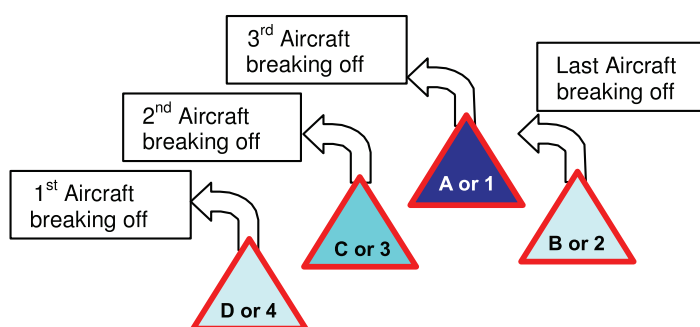 3rd Aircraft
breaking off
Last Aircraft
breaking off
2nd Aircraft
breaking off
1st Aircraft
breaking off
A or 1
C or 3
B or 2
D or 4